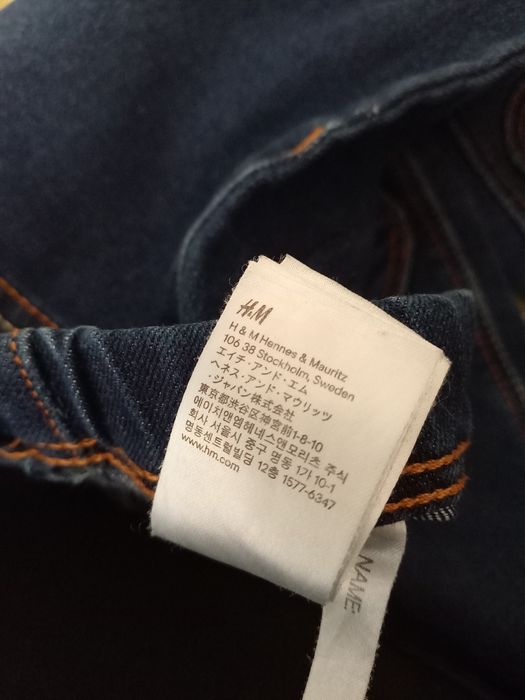 H&M
H & M Hennes & Mauritz
106 38 Stockholm, Sweden
エイチ・アンド・エム
ヘネス・アンド・マウリッツ
・ジャパン株式会社
東京都渋谷区神宮前1-8-10
에이치앤엠헤네스앤모리츠 주식
회사 서울시 중구 명동 1가 10-1
명동센트럴빌딩 12층 1577-6347
www.hm.com
NAME: